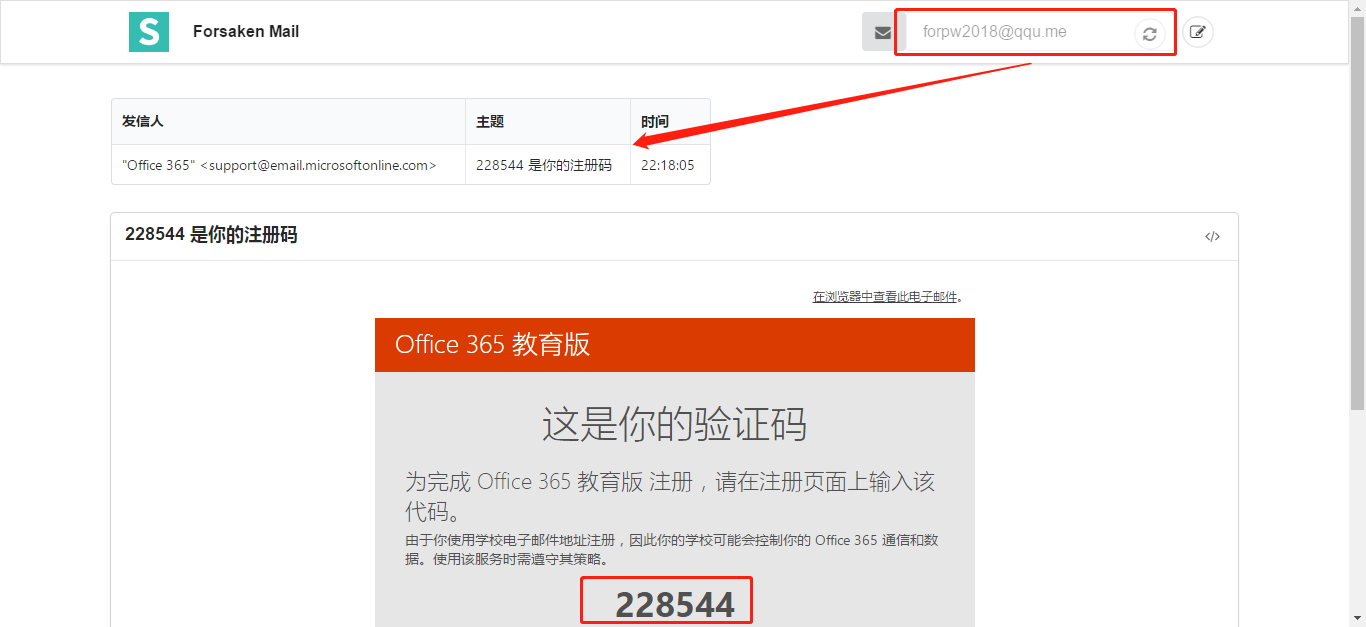 S
Forsaken Mail
forpw2018@qqu.me
发信人 主题 时间
"Office 365" <support@email.microsoftonline.com> 228544 是你的注册码 22:18:05
228544 是你的注册码
</>
在浏览器中查看此电子邮件。
Office 365 教育版
这是你的验证码
为完成 Office 365 教育版 注册，请在注册页面上输入该
代码。
由于你使用学校电子邮件地址注册，因此你的学校可能会控制你的 Office 365 通信和数
据。使用该服务时需遵守其策略。
228544